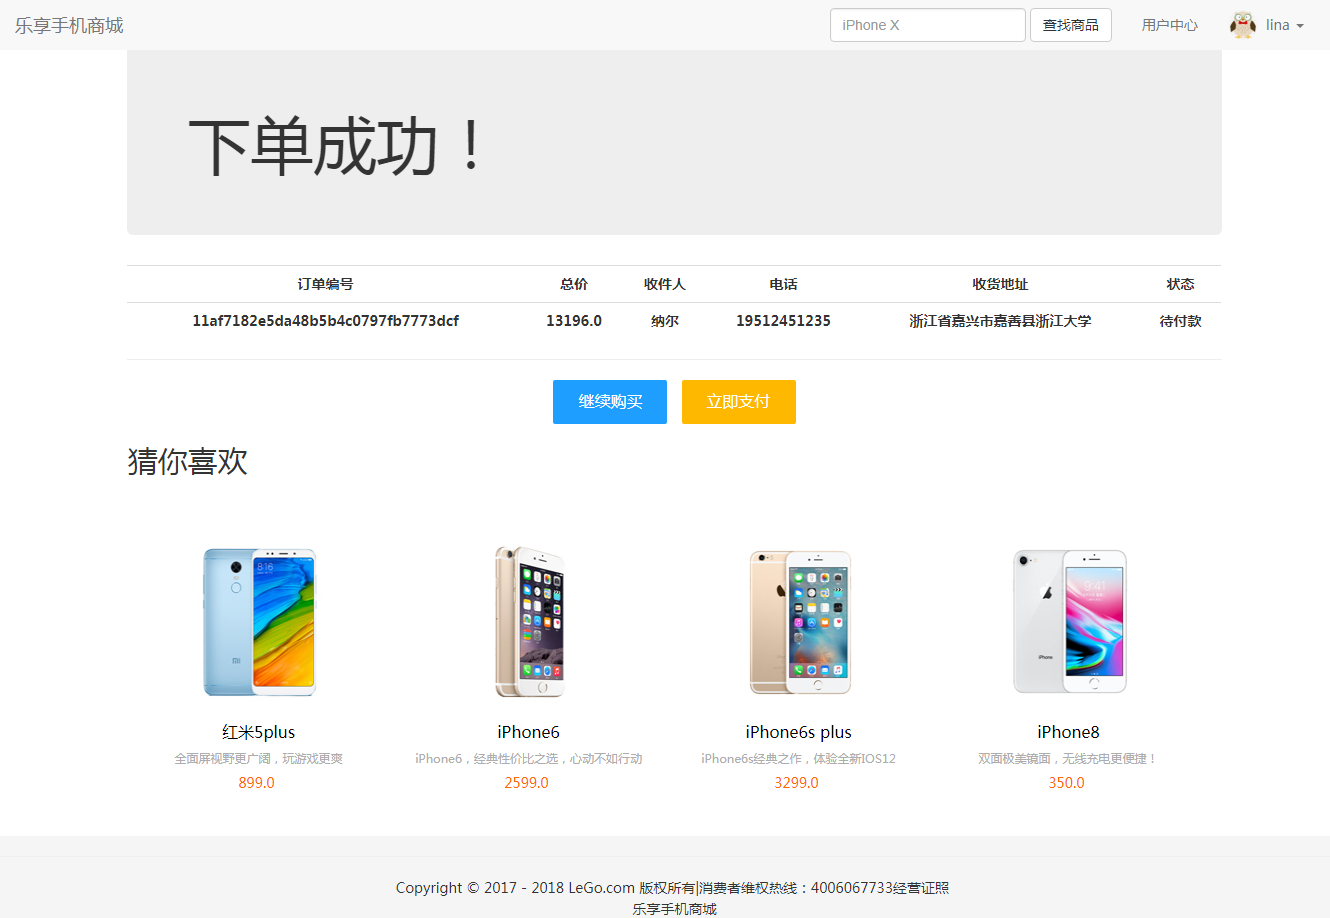 乐享手机商城 iPhone X 查找商品 用户中心 lina
下单成功！
订单编号 总价 收件人 电话 收货地址 状态
11af7182e5da48b5b4c0797fb7773dcf 13196.0 纳尔 19512451235 浙江省嘉兴市嘉善县浙江大学 待付款
继续购买 立即支付
猜你喜欢
红米5plus iPhone6 iPhone6s plus iPhone8
全面屏视野更广阔，玩游戏更爽 iPhone6，经典性价比之选，心动不如行动 iPhone6s经典之作，体验全新IOS12 双面极美镜面，无线充电更便捷！
899.0 2599.0 3299.0 350.0
Copyright © 2017 - 2018 LeGo.com 版权所有|消费者维权热线：4006067733经营证照
乐享手机商城